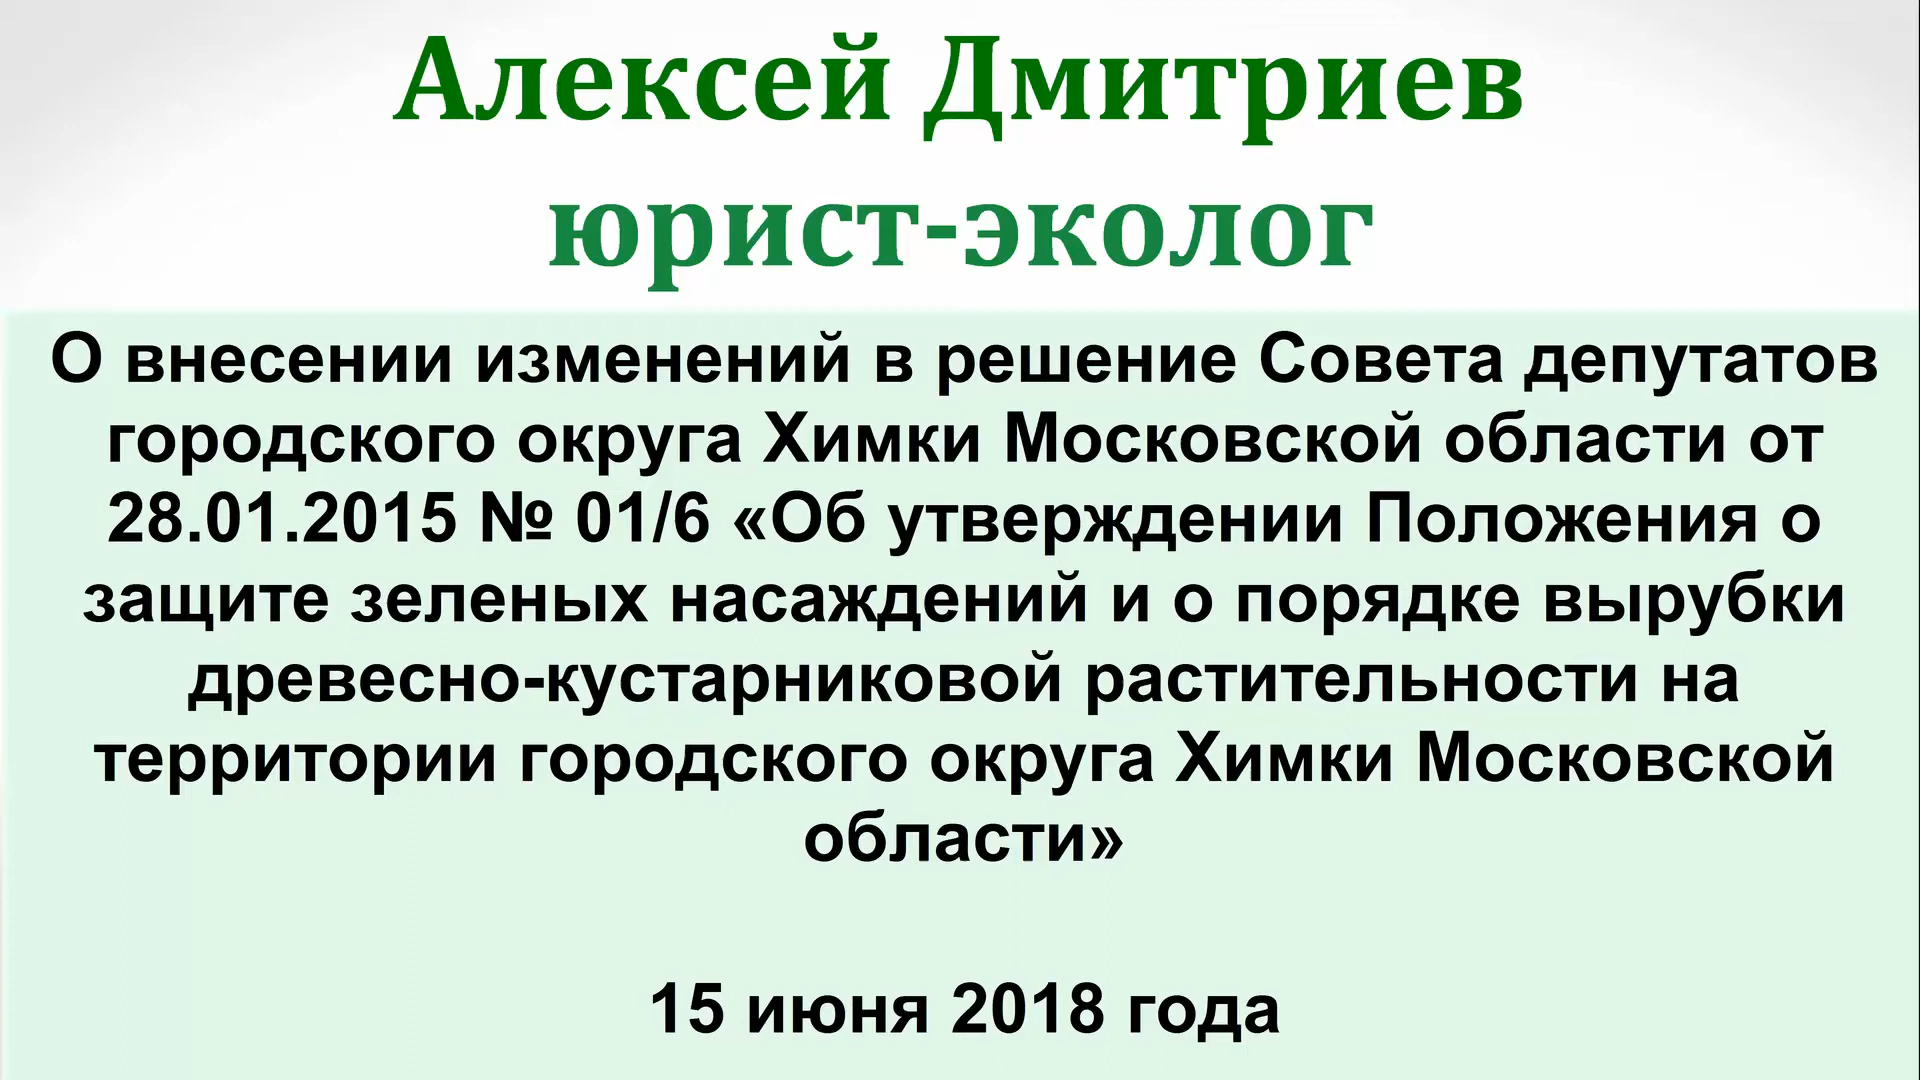 Алексей Дмитриев
юрист-эколог
О внесении изменений в решение Совета депутатов
городского округа Химки Московской области от
28.01.2015 № 01/6 «Об утверждении Положения о
защите зеленых насаждений и о порядке вырубки
древесно-кустарниковой растительности на
территории городского округа Химки Московской
области»
15 июня 2018 года